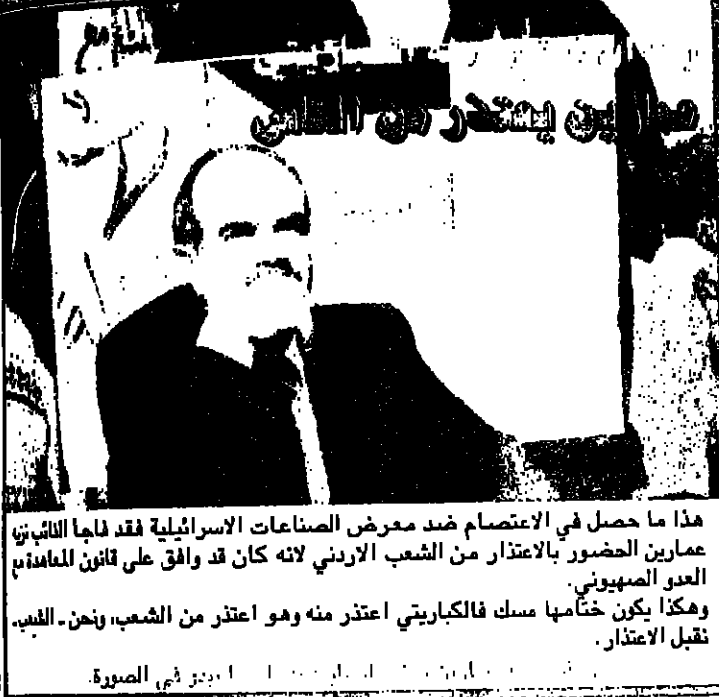 عمارين يعتذر من
هذا ما حصل في الاعتصام ضد معرض الصناعات الاسرائيلية فقد فاجأ النائب نزيه
عمارين الحضور بالاعتذار من الشعب الاردني لانه كان قد وافق على قانون المعاهدة مع
العدو الصهيوني.
وهكذا يكون ختامها مسك فالكباريتي اعتذر منه وهو اعتذر من الشعب، ونحن ـ الشعب ـ
نقبل الاعتذار.
في الصورة.